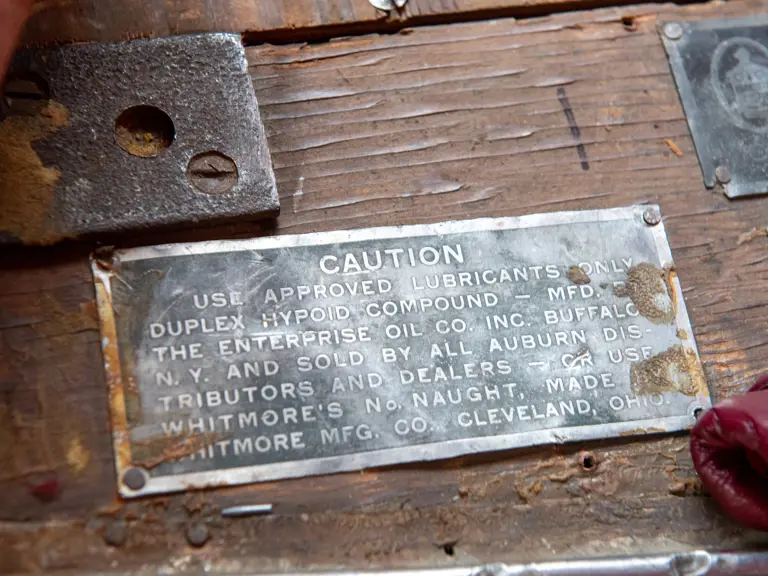 CAUTION
USE APPROVED LUBRICANTS ONLY
DUPLEX HYPOID COMPOUND — MFD.
THE ENTERPRISE OIL CO. INC. BUFFALO
N. Y. AND SOLD BY ALL AUBURN DIS-
TRIBUTORS AND DEALERS — OR USE
WHITMORE'S No. NAUGHT, MADE
WHITMORE MFG. CO. CLEVELAND, OHIO.